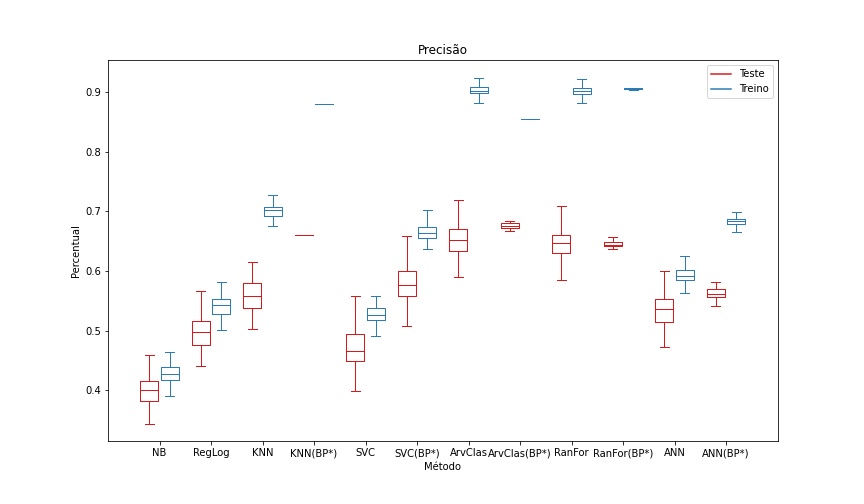 Precisão
Teste
Treino
0.9
0.8
0.7
0.6
0.5
0.4
Percentual
NB RegLog KNN KNN(BP*) SVC SVC(BP*) ArvClas ArvClas(BP*) RanFor RanFor(BP*) ANN ANN(BP*)
Método